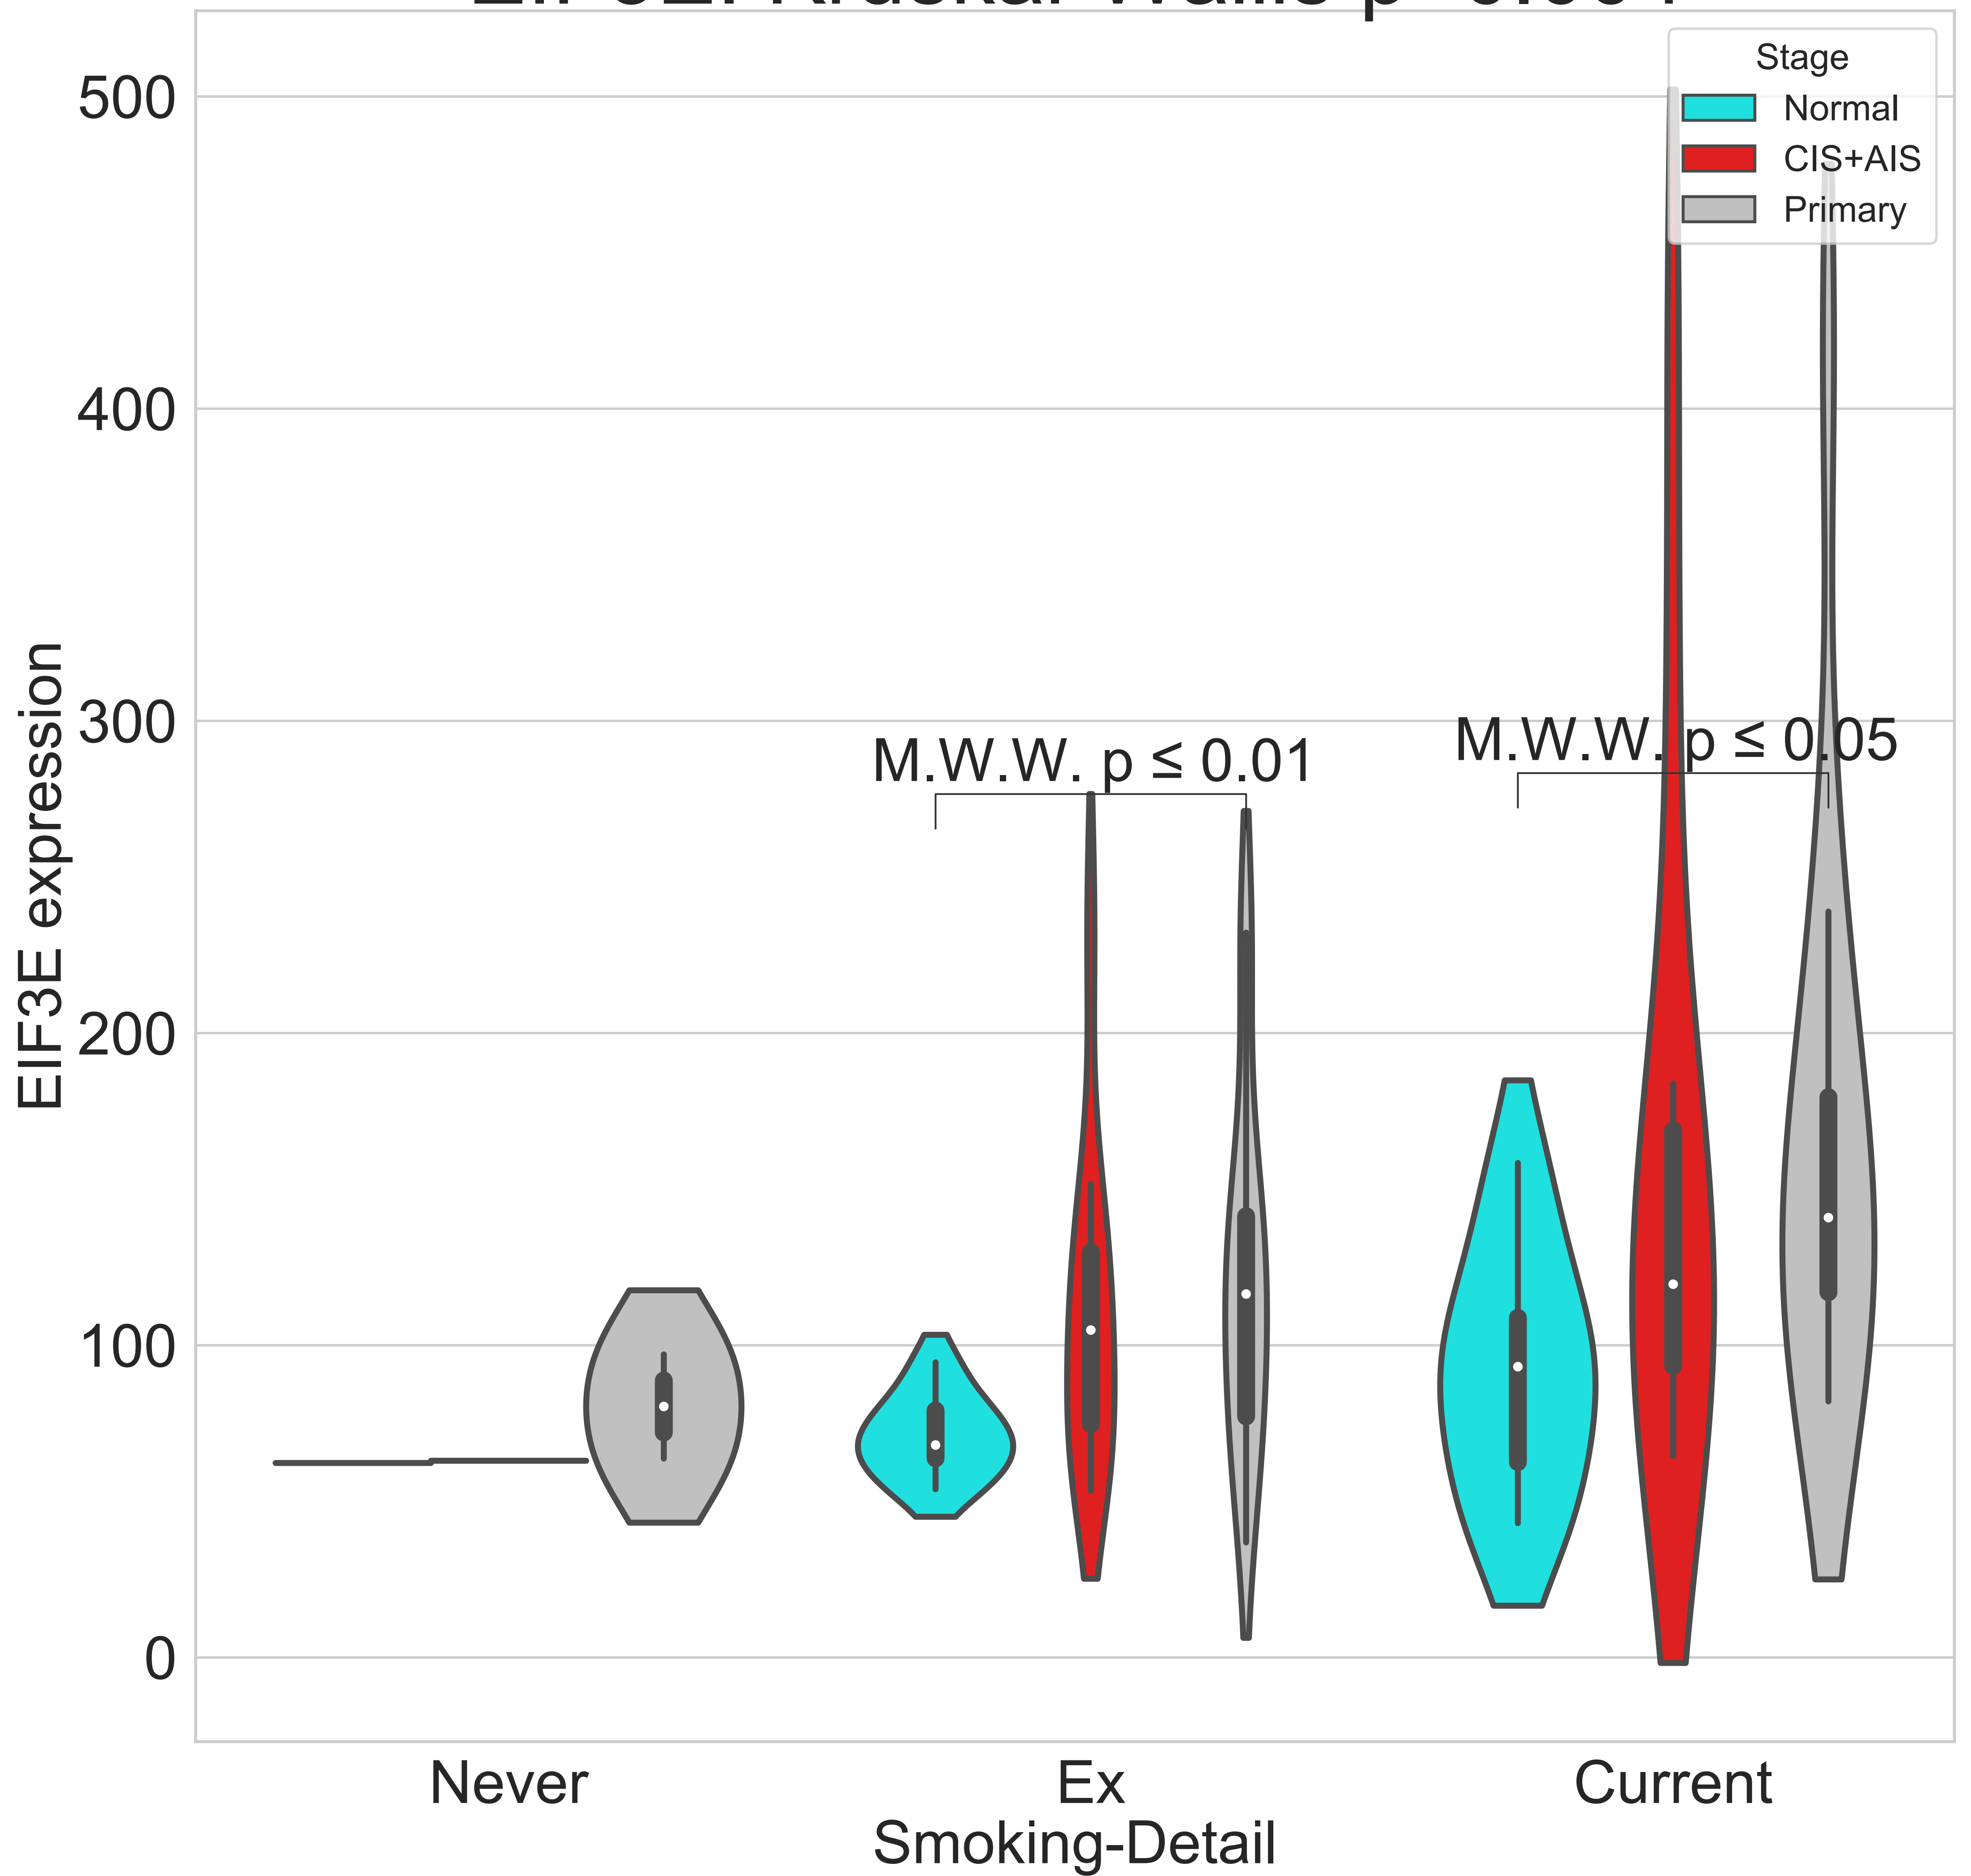 Stage
Normal
CIS+AIS
Primary
500
400
300
200
100
0
EIF3E expression
M.W.W. p ≤ 0.01
M.W.W. p ≤ 0.05
Never
Ex
Current
Smoking-Detail